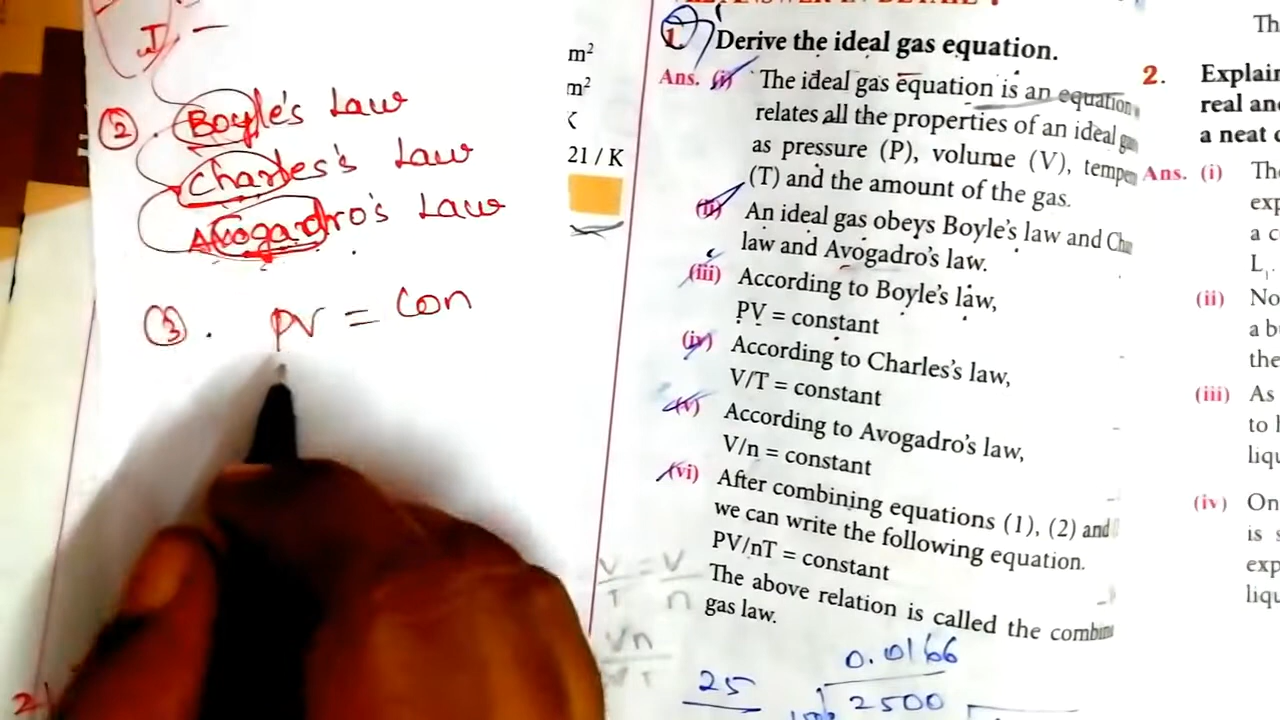 ② . Boyle's Law
Charles's Law
Avogadro's Law
③ . PV = Con
m²
m²
21 / K
1. Derive the ideal gas equation.
Ans. (i) The ideal gas equation is an equation
relates all the properties of an ideal gas
as pressure (P), volume (V),
(T) and the amount of the gas.
(ii) An ideal gas obeys Boyle's law and
law and Avogadro's law.
(iii) According to Boyle's law,
PV = constant
(iv) According to Charles's law,
V/T = constant
(v) According to Avogadro's law,
V/n = constant
(vi) After combining equations (1), (2) and
we can write the following equation.
PV/nT = constant
The above relation is called the
gas law.
V/T = V/n
Vn
0.0166
25
2500
Th
2. Explain
real an
a neat
Ans. (i) The
exp
a c
L₁.
(ii) No
a b
the
(iii) As
to
liqu
(iv) On
is s
exp
liqu